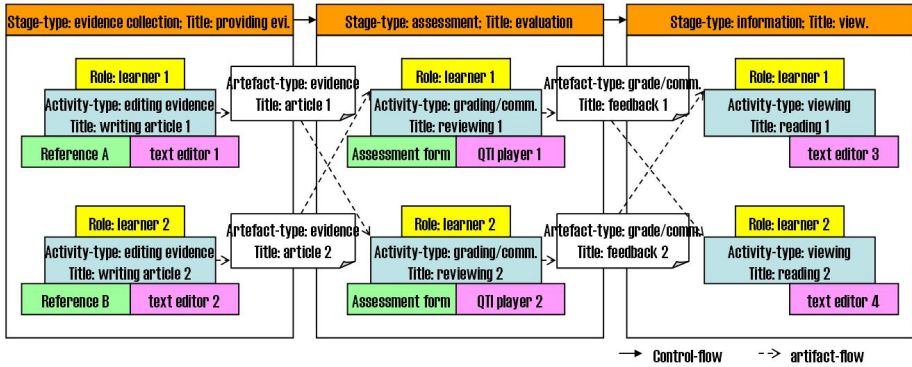 Stage-type: evidence collection; Title: providing evi.
Stage-type: assessment; Title: evaluation
Stage-type: information; Title: view.
Role: learner 1
Activity-type: editing evidence
Title: writing article 1
Reference A
text editor 1
Artefact-type: evidence
Title: article 1
Role: learner 1
Activity-type: grading/comm.
Title: reviewing 1
Assessment form
QTI player 1
Artefact-type: grade/comm.
Title: feedback 1
Role: learner 1
Activity-type: viewing
Title: reading 1
text editor 3
Role: learner 2
Activity-type: editing evidence
Title: writing article 2
Reference B
text editor 2
Artefact-type: evidence
Title: article 2
Role: learner 2
Activity-type: grading/comm.
Title: reviewing 2
Assessment form
QTI player 2
Artefact-type: grade/comm.
Title: feedback 2
Role: learner 2
Activity-type: viewing
Title: reading 2
text editor 4
Control-flow
artifact-flow